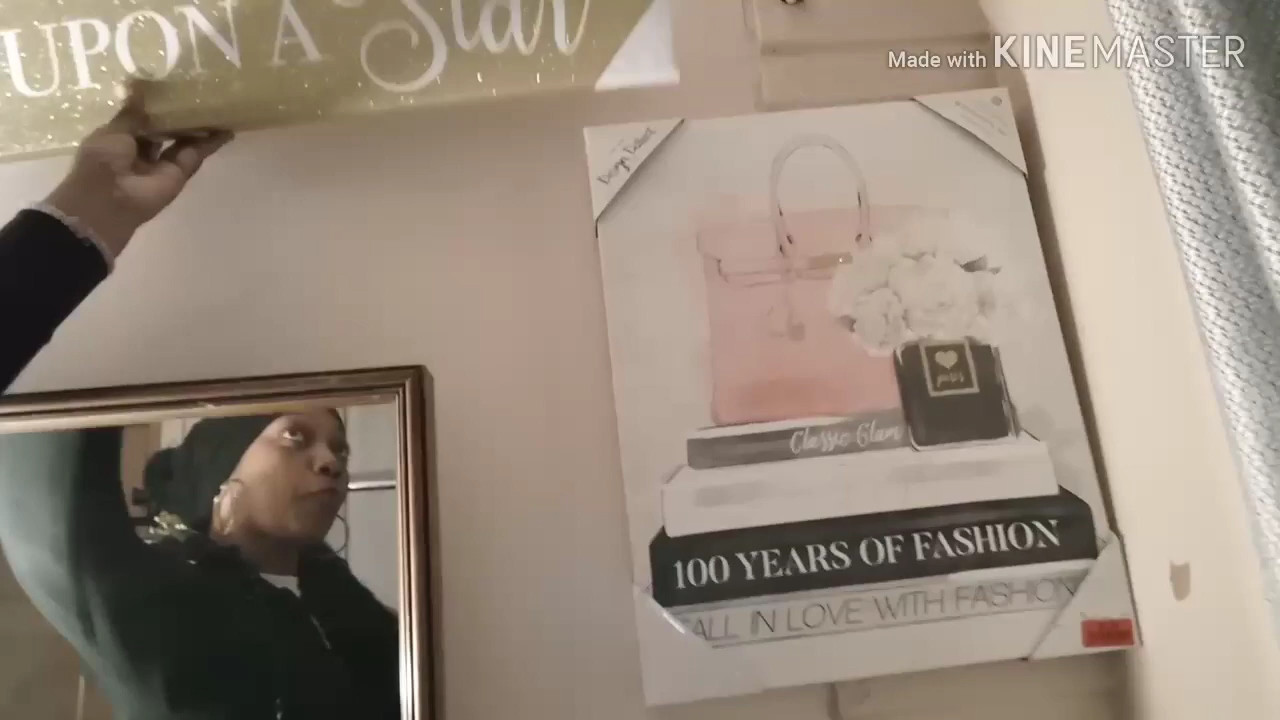 UPON A Star
Made with KINEMASTER
Classic Glam
100 YEARS OF FASHION
FALL IN LOVE WITH FASHION